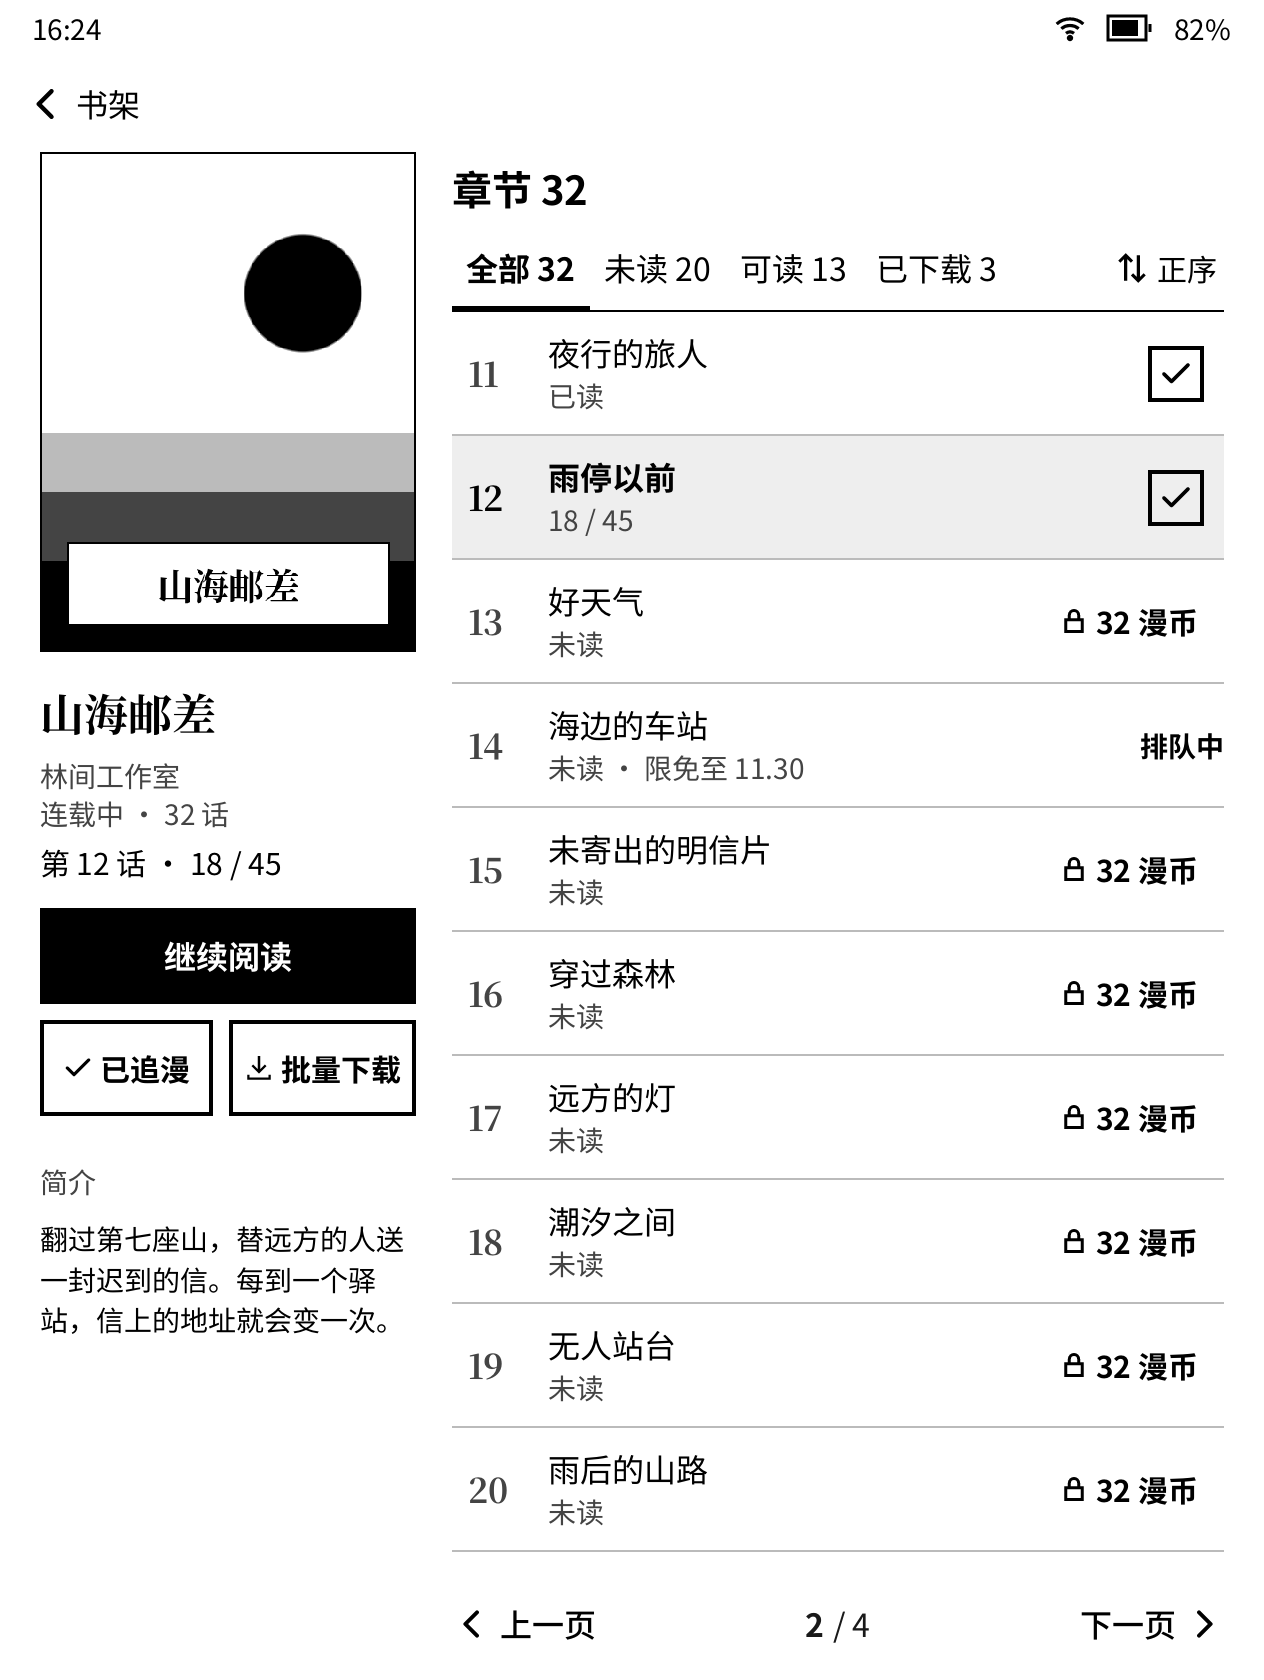 16:24
82%
书架
山海邮差
山海邮差
林间工作室
连载中 · 32 话
第 12 话 · 18 / 45
继续阅读
已追漫
批量下载
简介
翻过第七座山，替远方的人送
一封迟到的信。每到一个驿
站，信上的地址就会变一次。
章节 32
全部 32
未读 20
可读 13
已下载 3
正序
11
夜行的旅人
已读
12
雨停以前
18 / 45
13
好天气
未读
32 漫币
14
海边的车站
未读 · 限免至 11.30
排队中
15
未寄出的明信片
未读
32 漫币
16
穿过森林
未读
32 漫币
17
远方的灯
未读
32 漫币
18
潮汐之间
未读
32 漫币
19
无人站台
未读
32 漫币
20
雨后的山路
未读
32 漫币
上一页
2 / 4
下一页